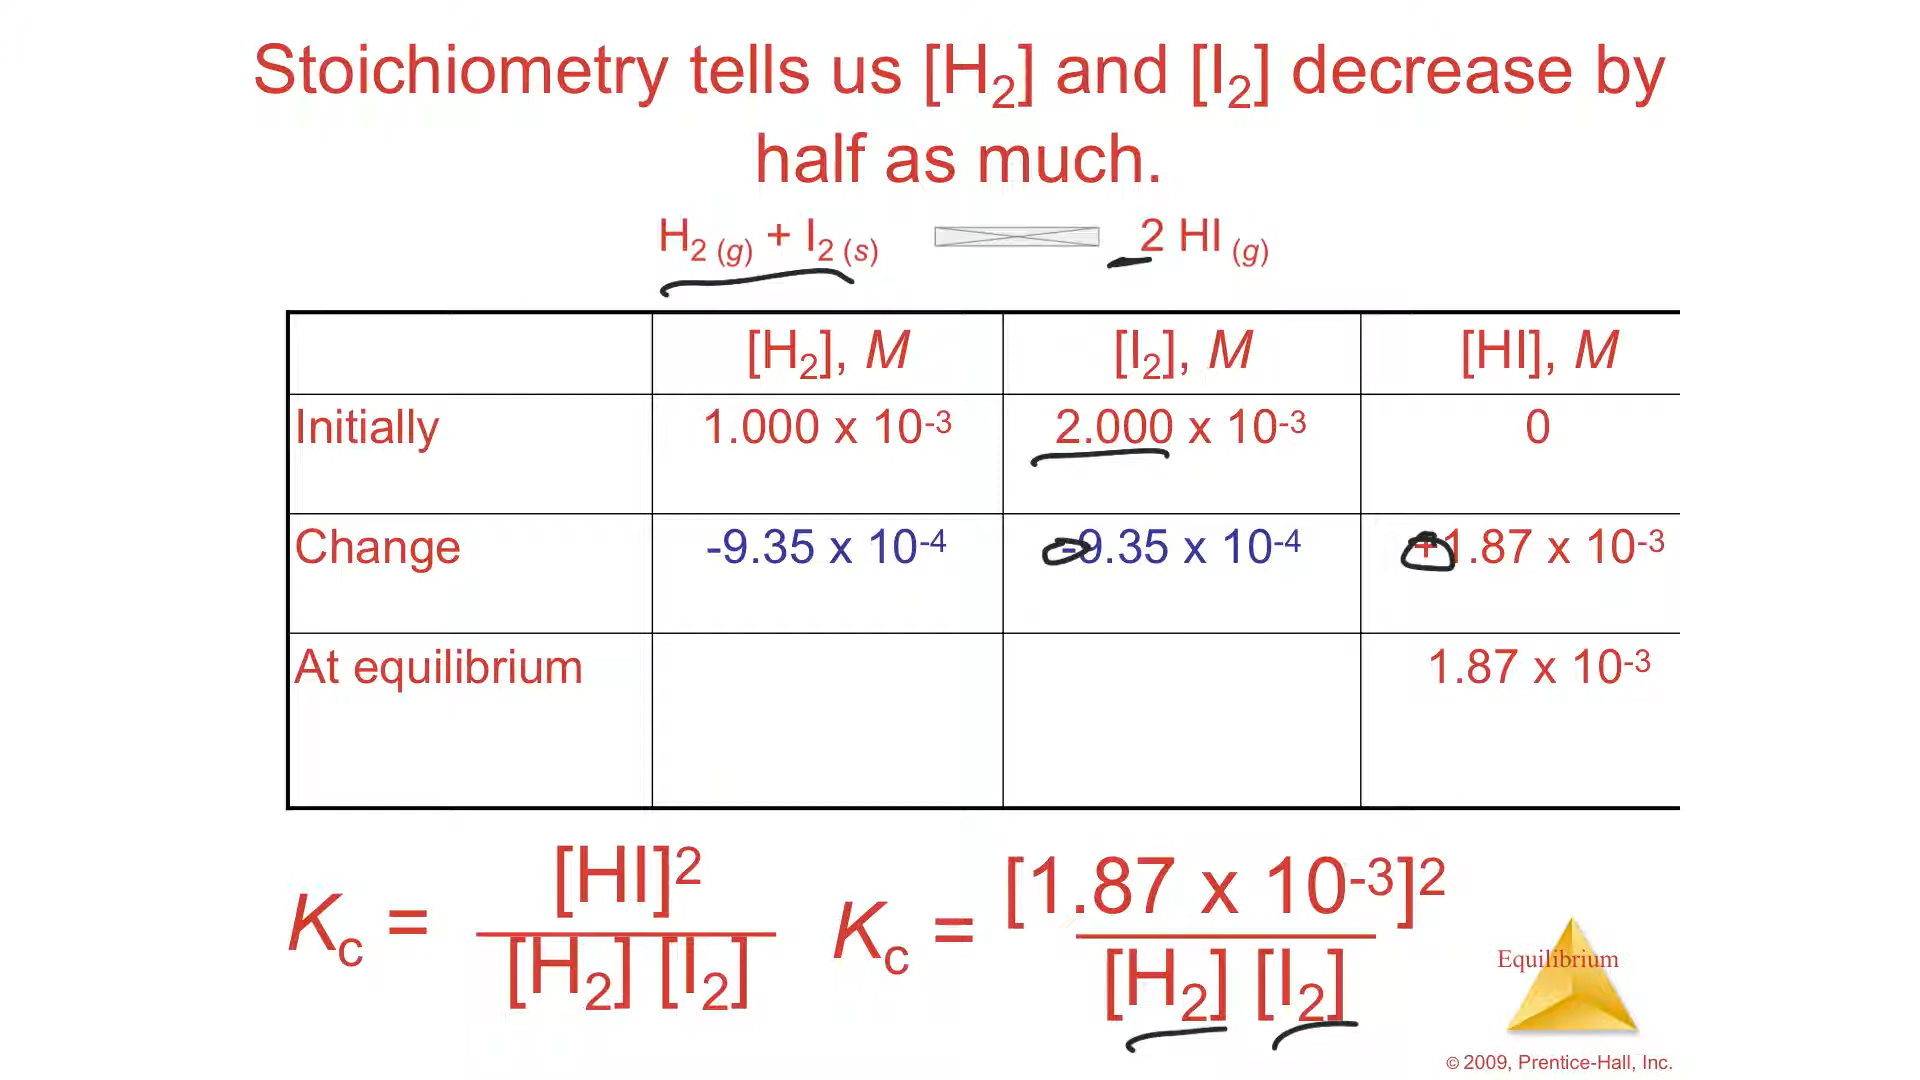 Stoichiometry tells us [H₂] and [I₂] decrease by
half as much.
H₂ (g) + I₂ (s) 2 HI (g)
[H₂], M [I₂], M [HI], M
Initially 1.000 x 10⁻³ 2.000 x 10⁻³ 0
Change -9.35 x 10⁻⁴ -9.35 x 10⁻⁴ +1.87 x 10⁻³
At equilibrium 1.87 x 10⁻³
Kc = [HI]² / [H₂] [I₂] Kc = [1.87 x 10⁻³]² / [H₂] [I₂]
Equilibrium
© 2009, Prentice-Hall, Inc.